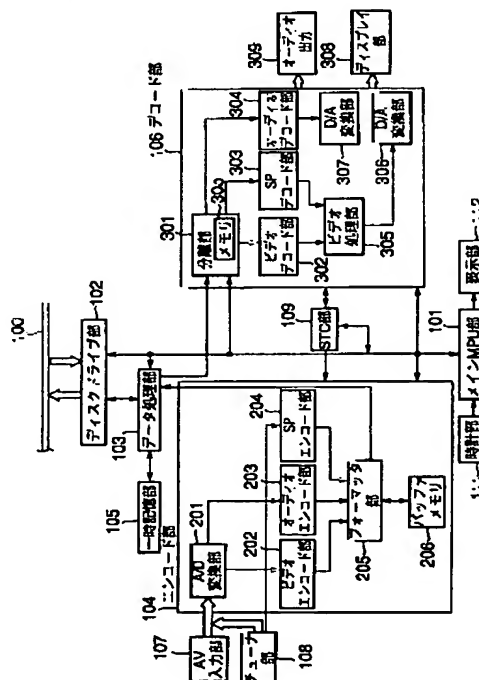 100
102
ディスクドライブ部
103
データ処理部
105
一時記憶部
104
エンコード部
107
AV
入力部
108
チューナ
部
201
A/D
変換部
202
ビデオ
エンコード部
203
オーディオ
エンコード部
204
SP
エンコード部
205
フォーマッタ
部
206
バッファ
メモリ
109
STC部
101
メインMPU部
時計部
表示部
106 デコード部
301
分離部
303
メモリ
302
ビデオ
デコード部
303
SP
デコード部
304
オーディオ
デコード部
305
ビデオ
処理部
306
D/A
変換部
307
D/A
変換部
308
ディスプレイ
部
309
オーディオ
出力